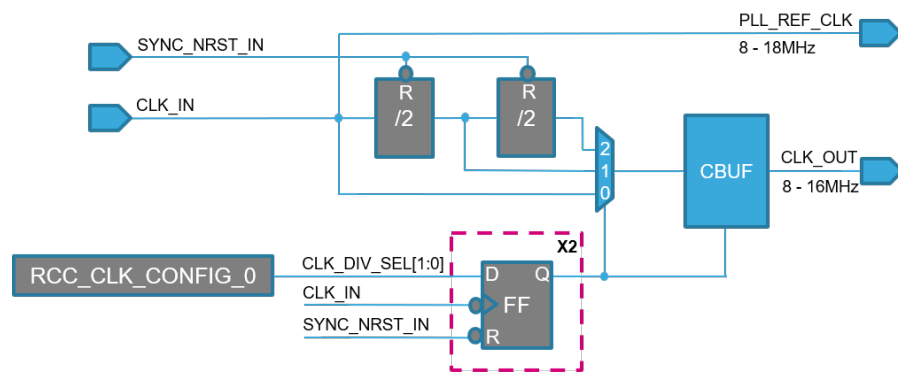 PLL_REF_CLK
8 - 18MHz
SYNC_NRST_IN
CLK_IN
R
/2
R
/2
2
1
0
CBUF
CLK_OUT
8 - 16MHz
X2
RCC_CLK_CONFIG_0
CLK_DIV_SEL[1:0]
CLK_IN
SYNC_NRST_IN
D
Q
FF
R